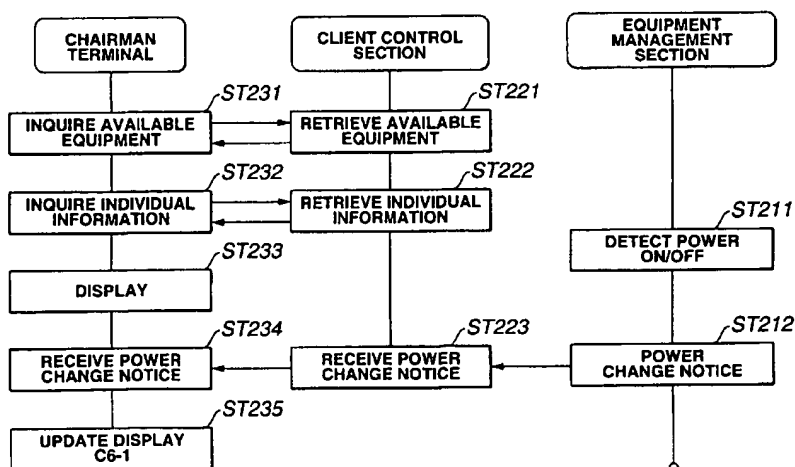 CHAIRMAN
TERMINAL
CLIENT CONTROL
SECTION
EQUIPMENT
MANAGEMENT
SECTION
ST231
INQUIRE AVAILABLE
EQUIPMENT
ST221
RETRIEVE AVAILABLE
EQUIPMENT
ST232
INQUIRE INDIVIDUAL
INFORMATION
ST222
RETRIEVE INDIVIDUAL
INFORMATION
ST211
DETECT POWER
ON/OFF
ST233
DISPLAY
ST234
RECEIVE POWER
CHANGE NOTICE
ST223
RECEIVE POWER
CHANGE NOTICE
ST212
POWER
CHANGE NOTICE
ST235
UPDATE DISPLAY
C6-1